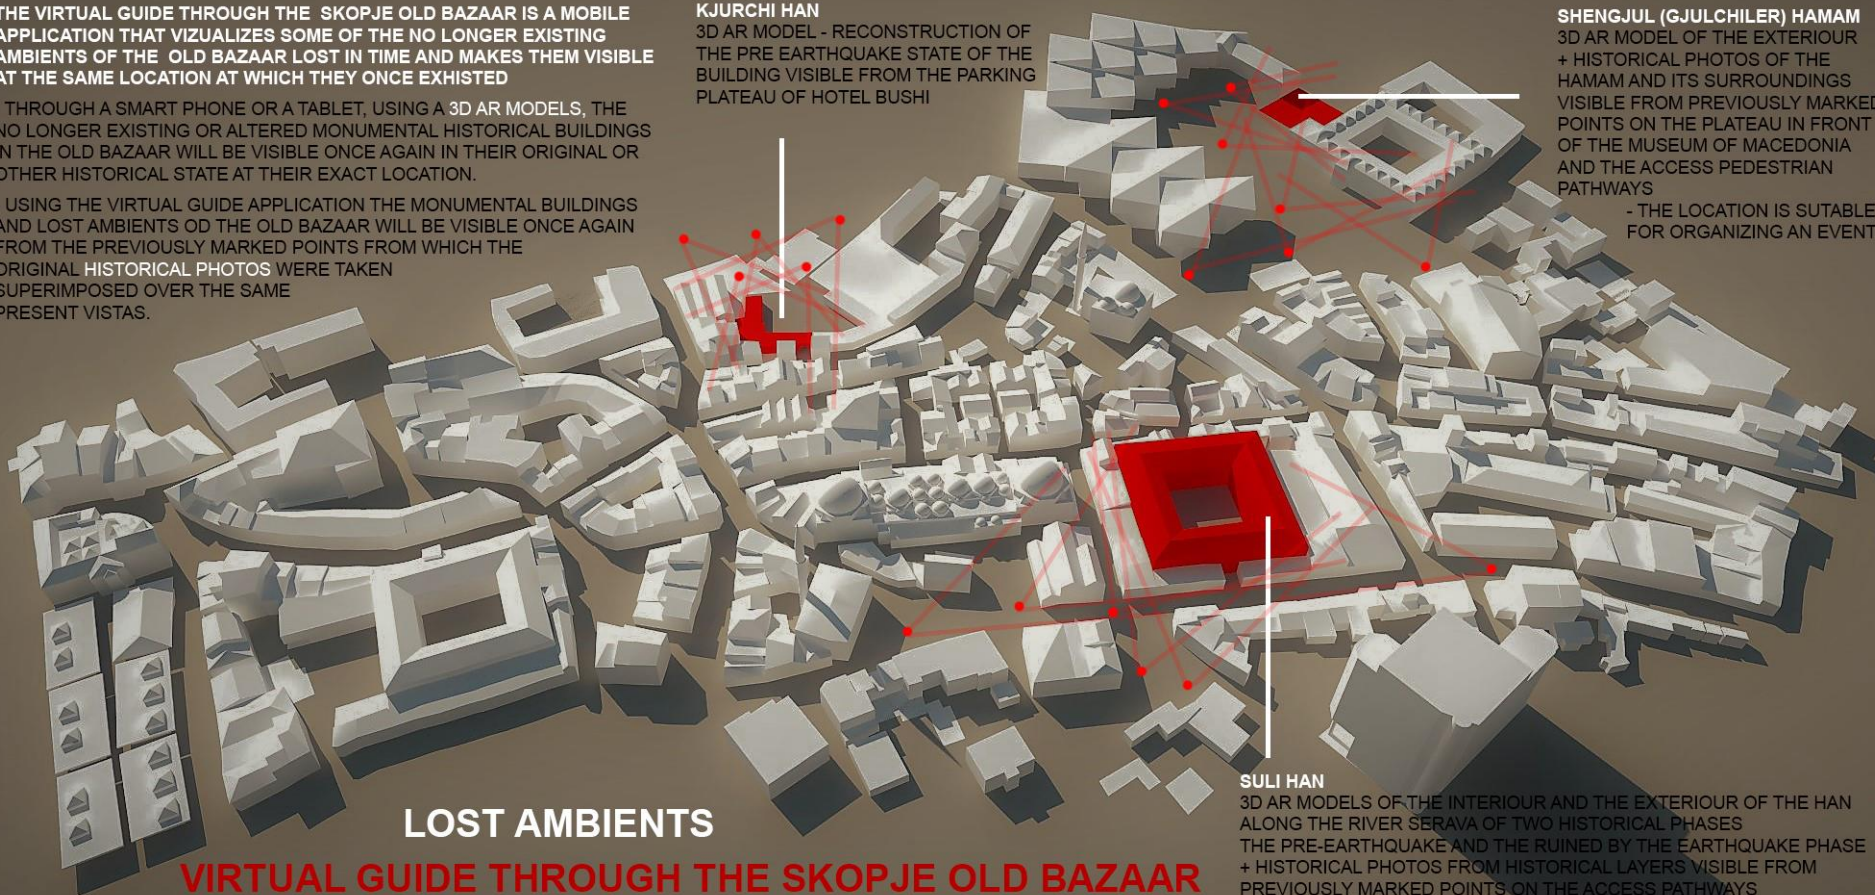 THE VIRTUAL GUIDE THROUGH THE SKOPJE OLD BAZAAR IS A MOBILE
APPLICATION THAT VIZUALIZES SOME OF THE NO LONGER EXISTING
AMBIENTS OF THE OLD BAZAAR LOST IN TIME AND MAKES THEM VISIBLE
AT THE SAME LOCATION AT WHICH THEY ONCE EXHISTED
THROUGH A SMART PHONE OR A TABLET, USING A 3D AR MODELS, THE
NO LONGER EXISTING OR ALTERED MONUMENTAL HISTORICAL BUILDINGS
IN THE OLD BAZAAR WILL BE VISIBLE ONCE AGAIN IN THEIR ORIGINAL OR
OTHER HISTORICAL STATE AT THEIR EXACT LOCATION.
USING THE VIRTUAL GUIDE APPLICATION THE MONUMENTAL BUILDINGS
AND LOST AMBIENTS OD THE OLD BAZAAR WILL BE VISIBLE ONCE AGAIN
FROM THE PREVIOUSLY MARKED POINTS FROM WHICH THE
ORIGINAL HISTORICAL PHOTOS WERE TAKEN
SUPERIMPOSED OVER THE SAME
PRESENT VISTAS.
KJURCHI HAN
3D AR MODEL - RECONSTRUCTION OF
THE PRE EARTHQUAKE STATE OF THE
BUILDING VISIBLE FROM THE PARKING
PLATEAU OF HOTEL BUSHI
SHENGJUL (GJULCHILER) HAMAM
3D AR MODEL OF THE EXTERIOUR
+ HISTORICAL PHOTOS OF THE
HAMAM AND ITS SURROUNDINGS
VISIBLE FROM PREVIOUSLY MARKED
POINTS ON THE PLATEAU IN FRONT
OF THE MUSEUM OF MACEDONIA
AND THE ACCESS PEDESTRIAN
PATHWAYS
- THE LOCATION IS SUTABLE
FOR ORGANIZING AN EVENT
SULI HAN
3D AR MODELS OF THE INTERIOUR AND THE EXTERIOUR OF THE HAN
ALONG THE RIVER SERAVA OF TWO HISTORICAL PHASES
THE PRE-EARTHQUAKE AND THE RUINED BY THE EARTHQUAKE PHASE
+ HISTORICAL PHOTOS FROM HISTORICAL LAYERS VISIBLE FROM
PREVIOUSLY MARKED POINTS ON THE ACCESS PATHWAYS
LOST AMBIENTS
VIRTUAL GUIDE THROUGH THE SKOPJE OLD BAZAAR